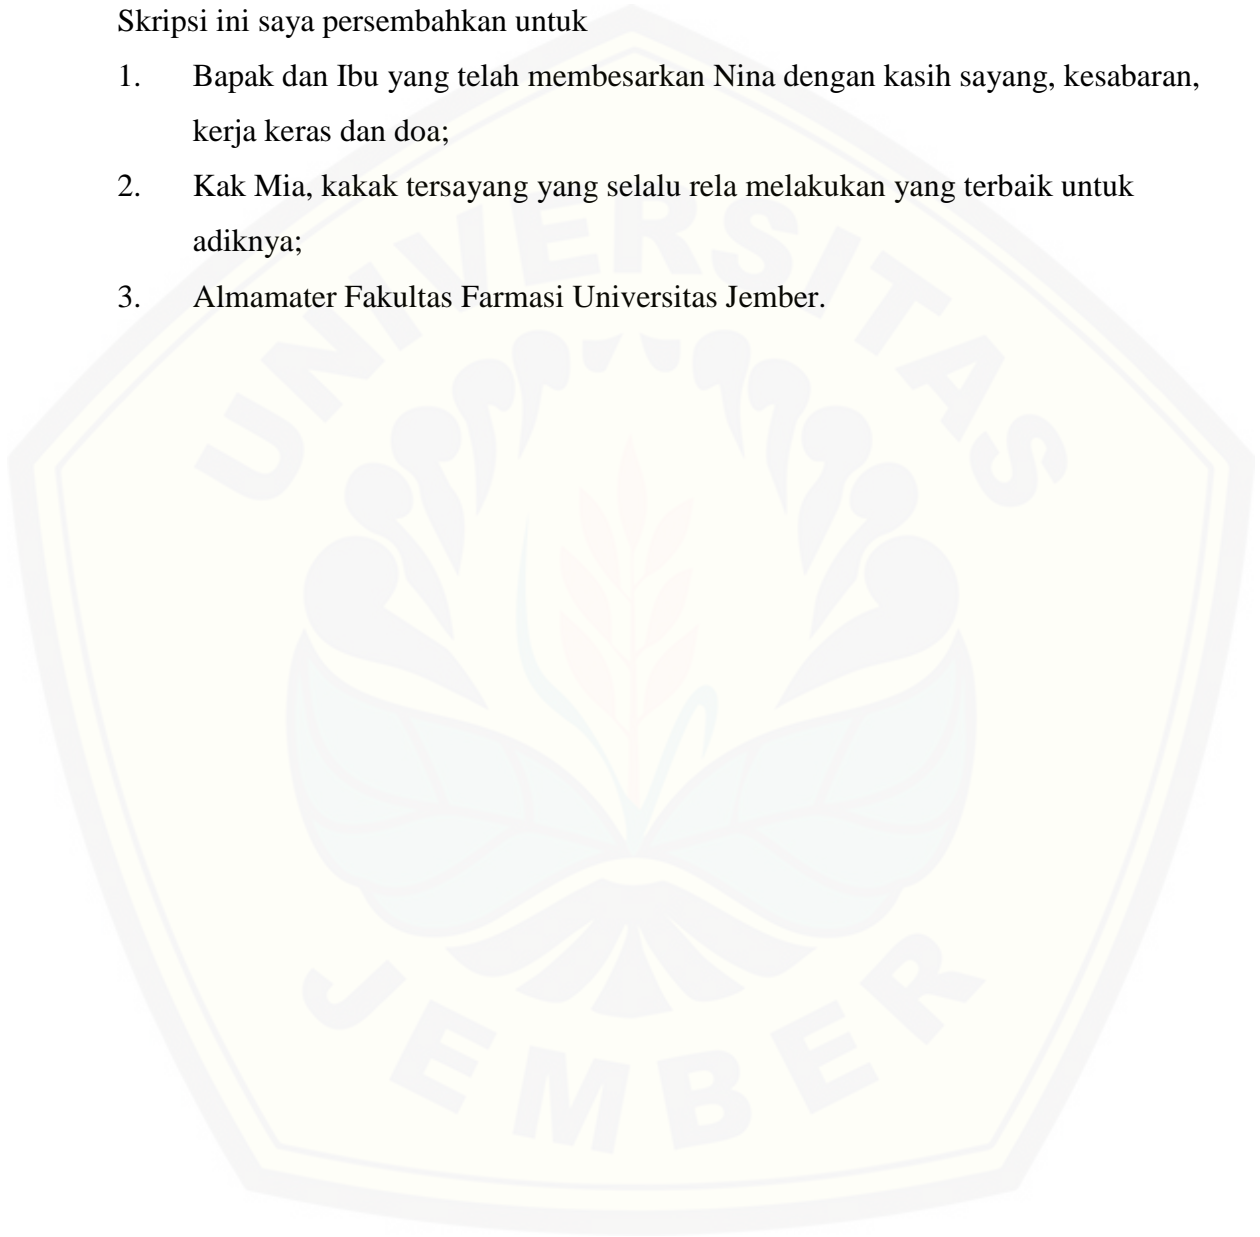 Skripsi ini saya persembahkan untuk
1. Bapak dan Ibu yang telah membesarkan Nina dengan kasih sayang, kesabaran,
kerja keras dan doa;
2. Kak Mia, kakak tersayang yang selalu rela melakukan yang terbaik untuk
adiknya;
3. Almamater Fakultas Farmasi Universitas Jember.
UNIVERSITAS
JEMBER